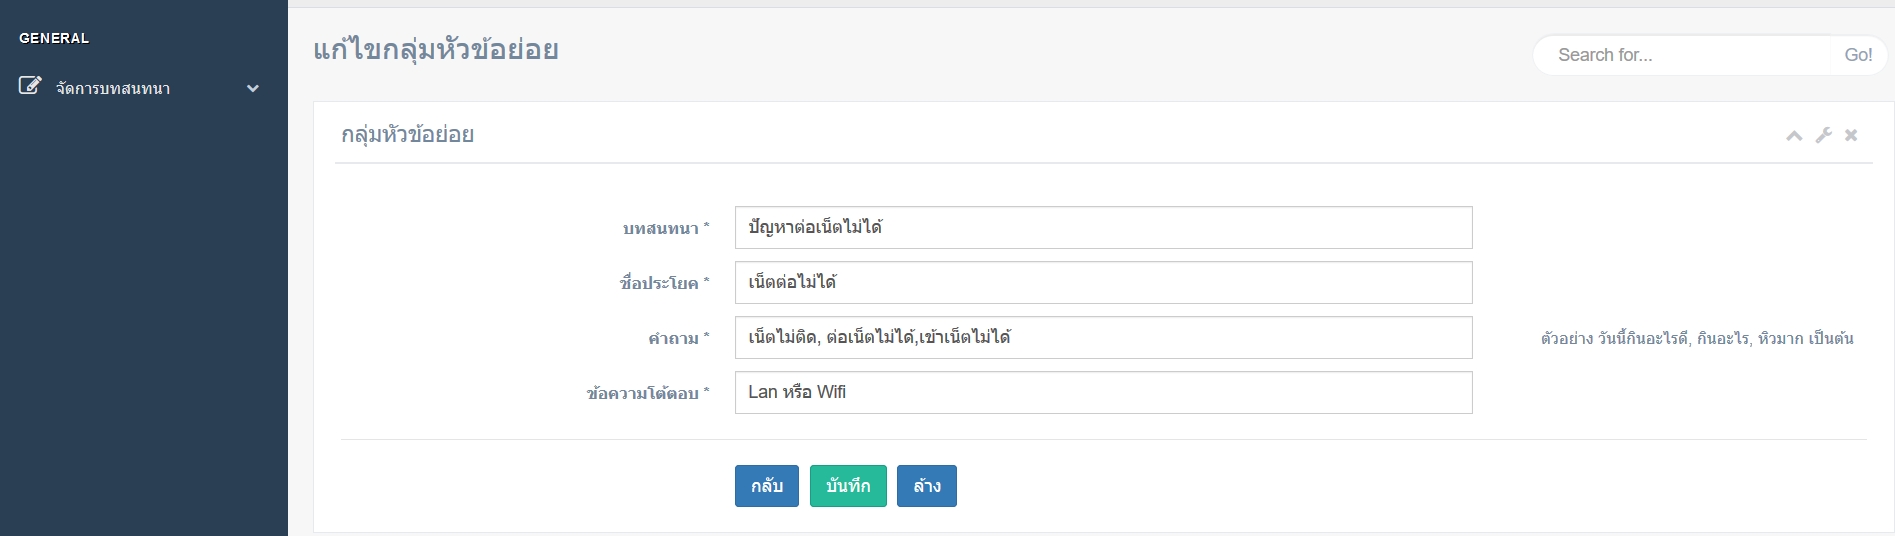 GENERAL
จัดการบทสนทนา
แก้ไขกลุ่มหัวข้อย่อย
Search for... Go!
กลุ่มหัวข้อย่อย
บทสนทนา * ปัญหาต่อเน็ตไม่ได้
ชื่อประโยค * เน็ตต่อไม่ได้
คำถาม * เน็ตไม่ติด, ต่อเน็ตไม่ได้,เข้าเน็ตไม่ได้ ตัวอย่าง วันนี้กินอะไรดี, กินอะไร, หิวมาก เป็นต้น
ข้อความโต้ตอบ * Lan หรือ Wifi
กลับ บันทึก ล้าง